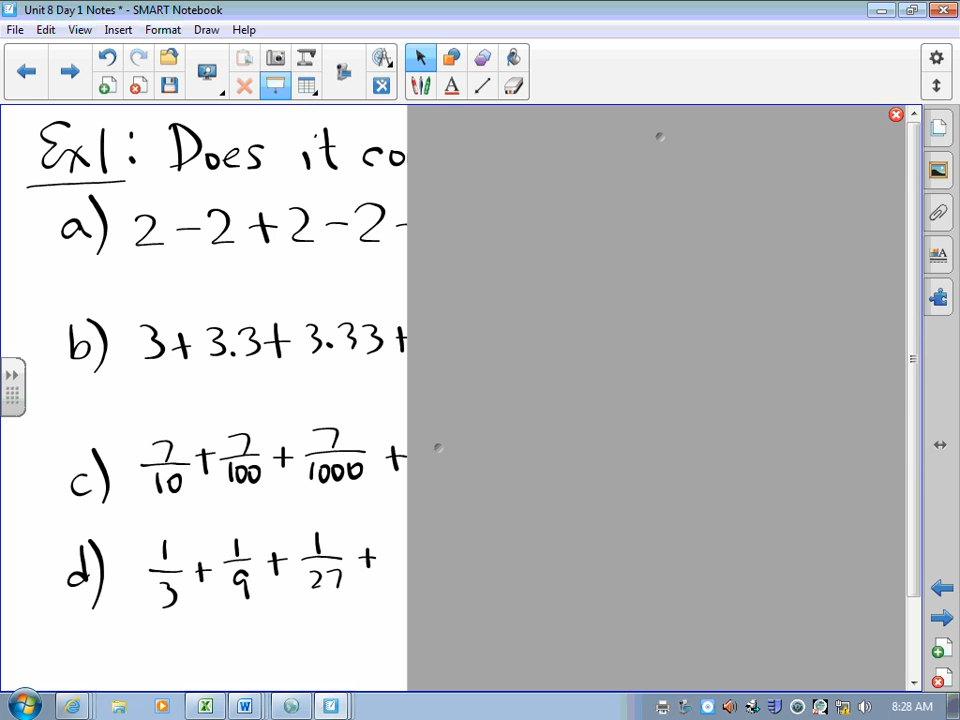 Unit 8 Day 1 Notes * - SMART Notebook
File Edit View Insert Format Draw Help
Ex1: Does it co
a) 2 - 2 + 2 - 2 -
b) 3 + 3.3 + 3.33 +
c) 7/10 + 7/100 + 7/1000 +
d) 1/3 + 1/9 + 1/27 +
8:28 AM